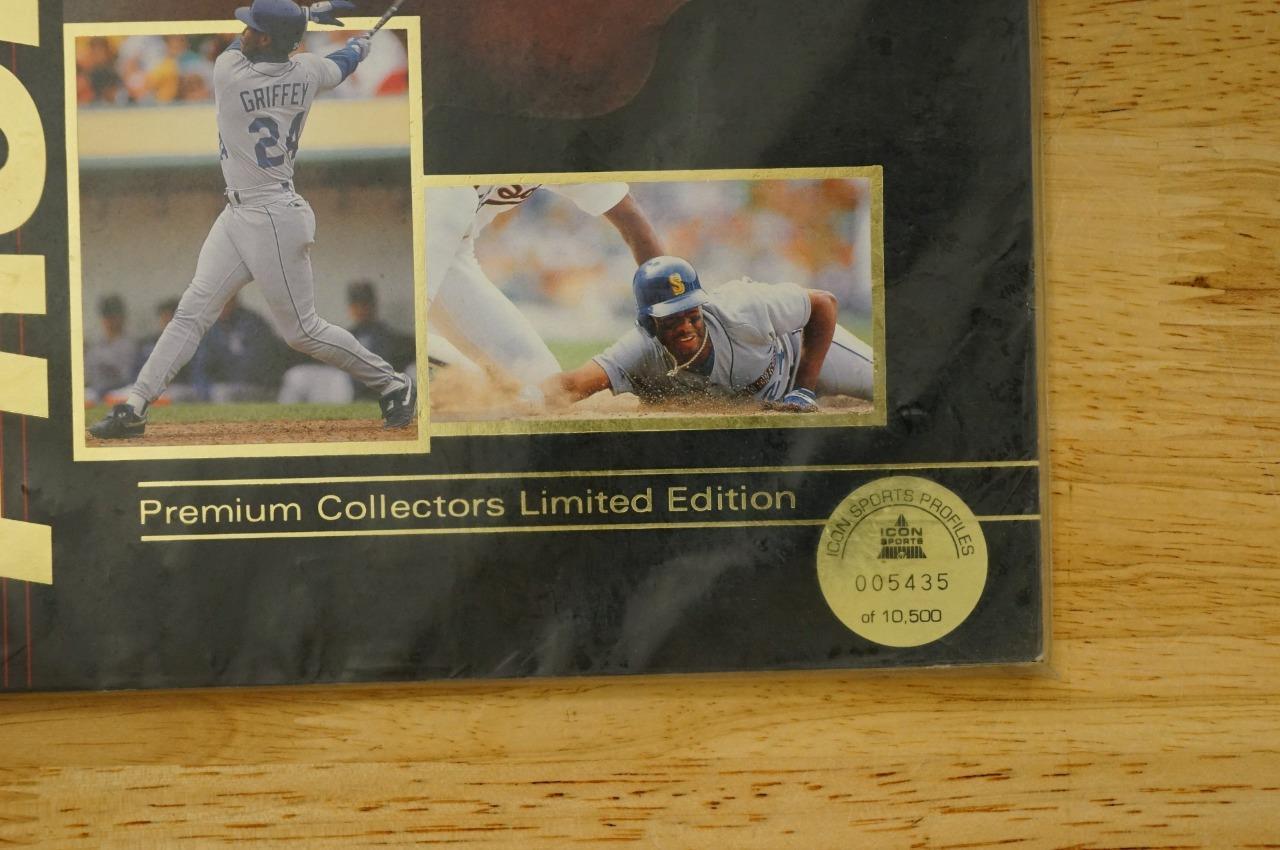 GRIFFEY
24
S
Premium Collectors Limited Edition
ICON SPORTS PROFILES
ICON
SPORTS
005435
of 10,500